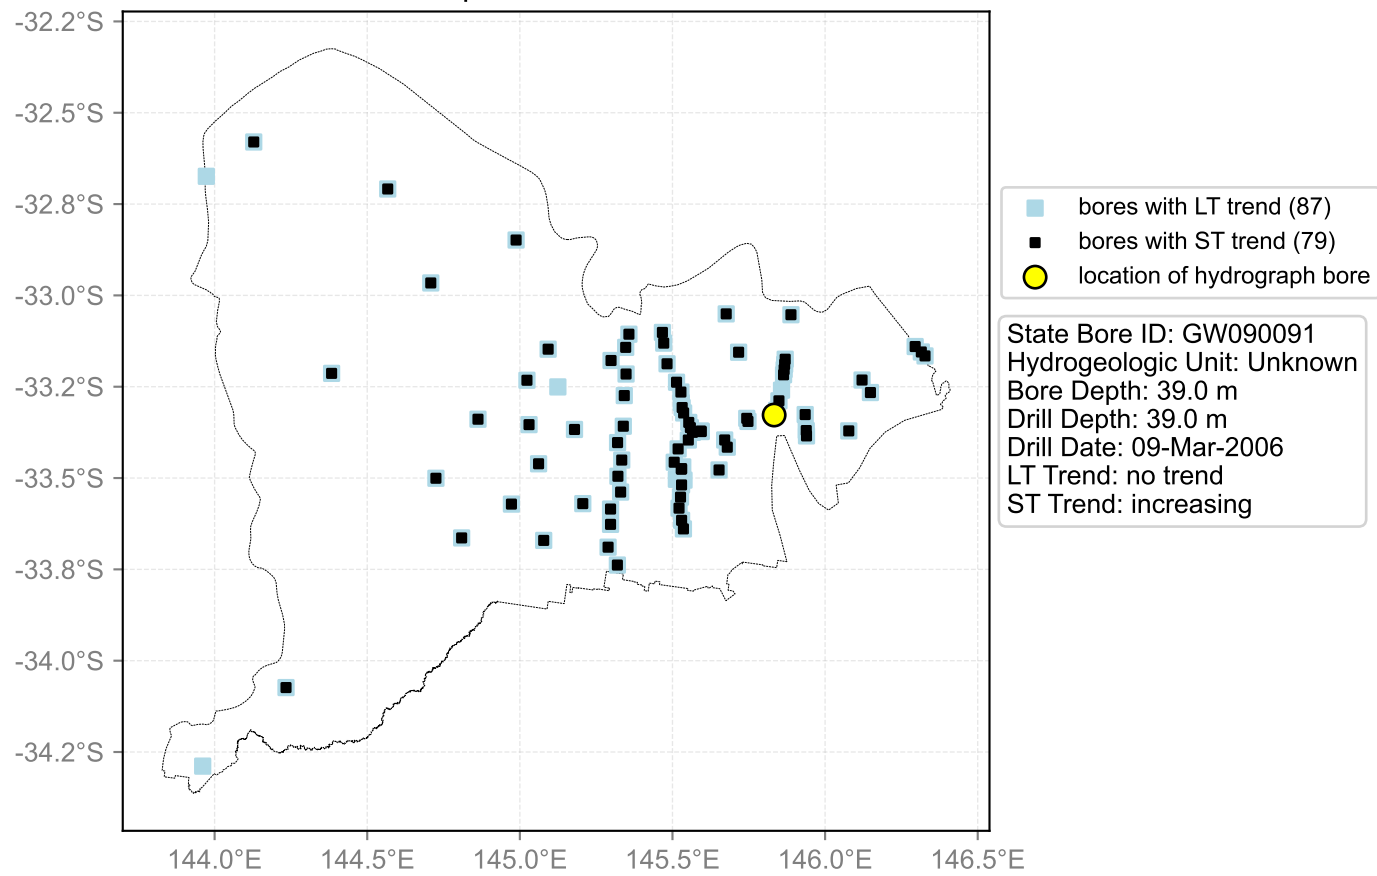 -32.2°S
-32.5°S
-32.8°S
-33.0°S
-33.2°S
-33.5°S
-33.8°S
-34.0°S
-34.2°S
144.0°E
144.5°E
145.0°E
145.5°E
146.0°E
146.5°E
bores with LT trend (87)
bores with ST trend (79)
location of hydrograph bore
State Bore ID: GW090091
Hydrogeologic Unit: Unknown
Bore Depth: 39.0 m
Drill Depth: 39.0 m
Drill Date: 09-Mar-2006
LT Trend: no trend
ST Trend: increasing